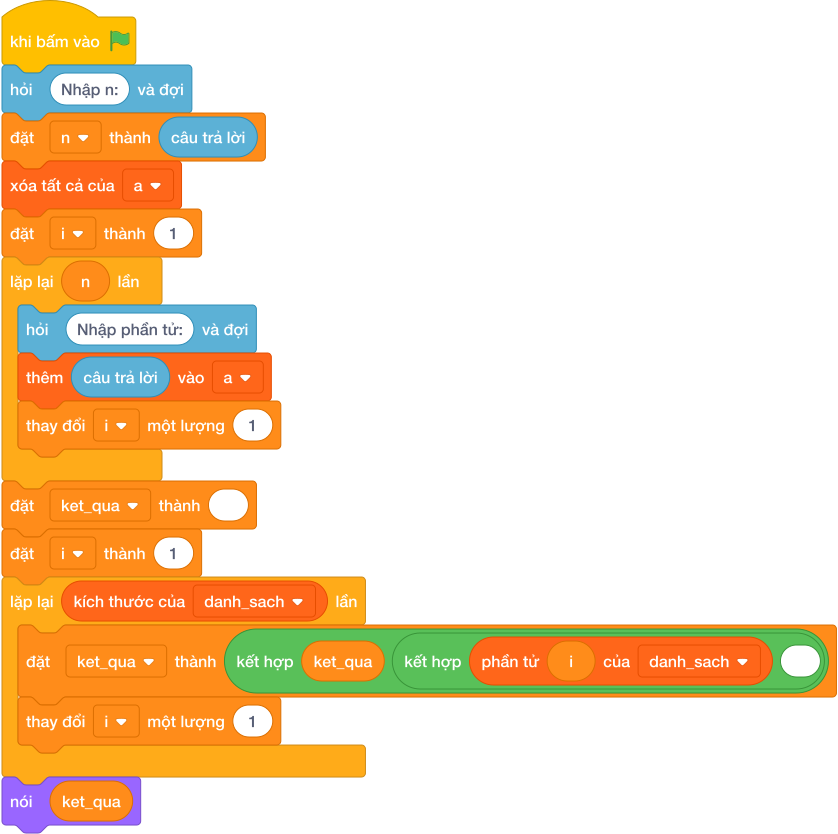 khi bấm vào
hỏi Nhập n: và đợi
đặt n thành câu trả lời
xóa tất cả của a
đặt i thành 1
lặp lại n lần
hỏi Nhập phần tử: và đợi
thêm câu trả lời vào a
thay đổi i một lượng 1
đặt ket_qua thành
đặt i thành 1
lặp lại kích thước của danh_sach lần
đặt ket_qua thành kết hợp ket_qua kết hợp phần tử i của danh_sach
thay đổi i một lượng 1
nói ket_qua